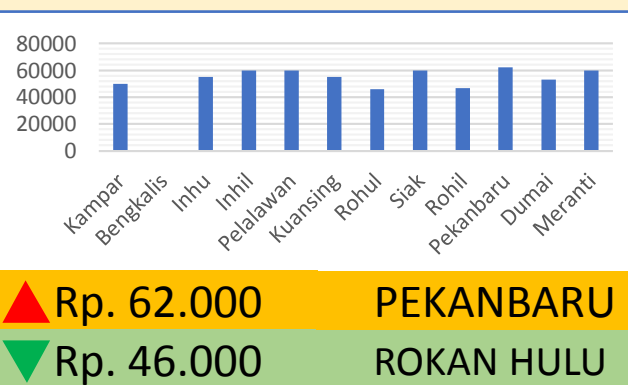 80000
60000
40000
20000
0
Kampar
Bengkalis
Inhu
Inhil
Pelalawan
Kuansing
Rohul
Siak
Rohil
Pekanbaru
Dumai
Meranti
Rp. 62.000 PEKANBARU
Rp. 46.000 ROKAN HULU